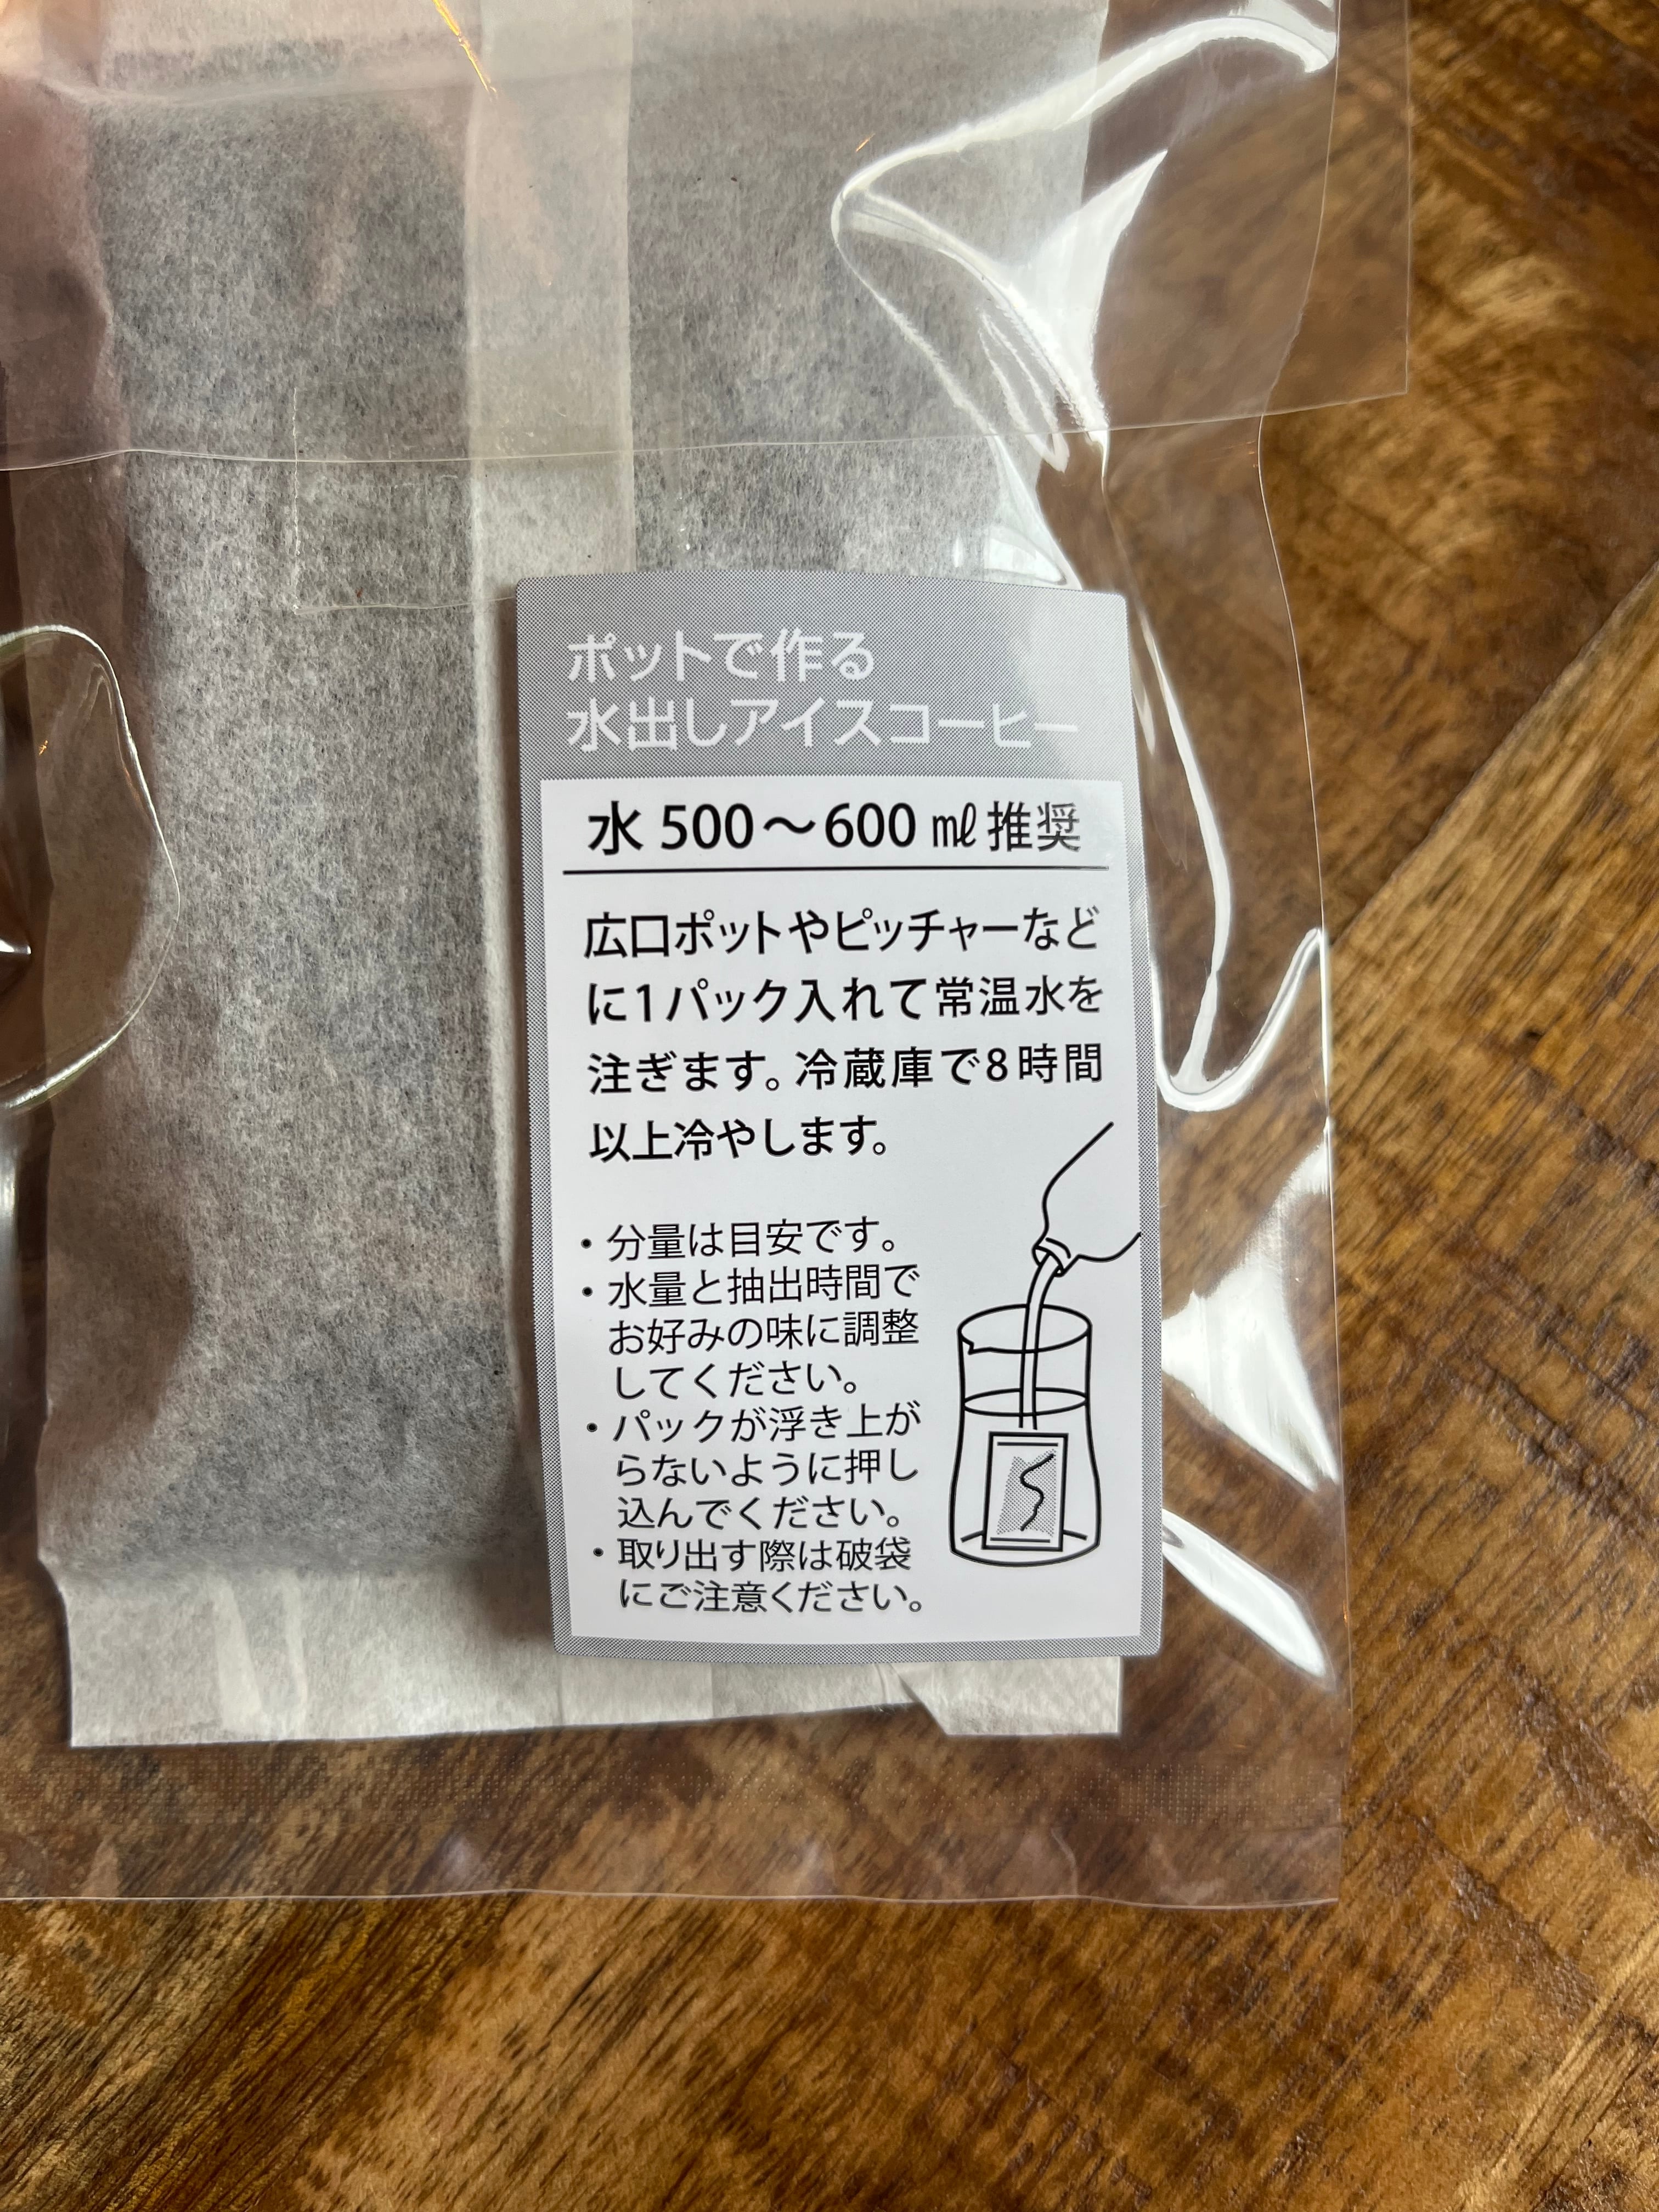 ポットで作る
水出しアイスコーヒー
水 500～600 ㎖ 推奨
広口ポットやピッチャーなど
に1パック入れて常温水を
注ぎます。冷蔵庫で8時間
以上冷やします。
・分量は目安です。
・水量と抽出時間で
お好みの味に調整
してください。
・パックが浮き上が
らないように押し
込んでください。
・取り出す際は破袋
にご注意ください。